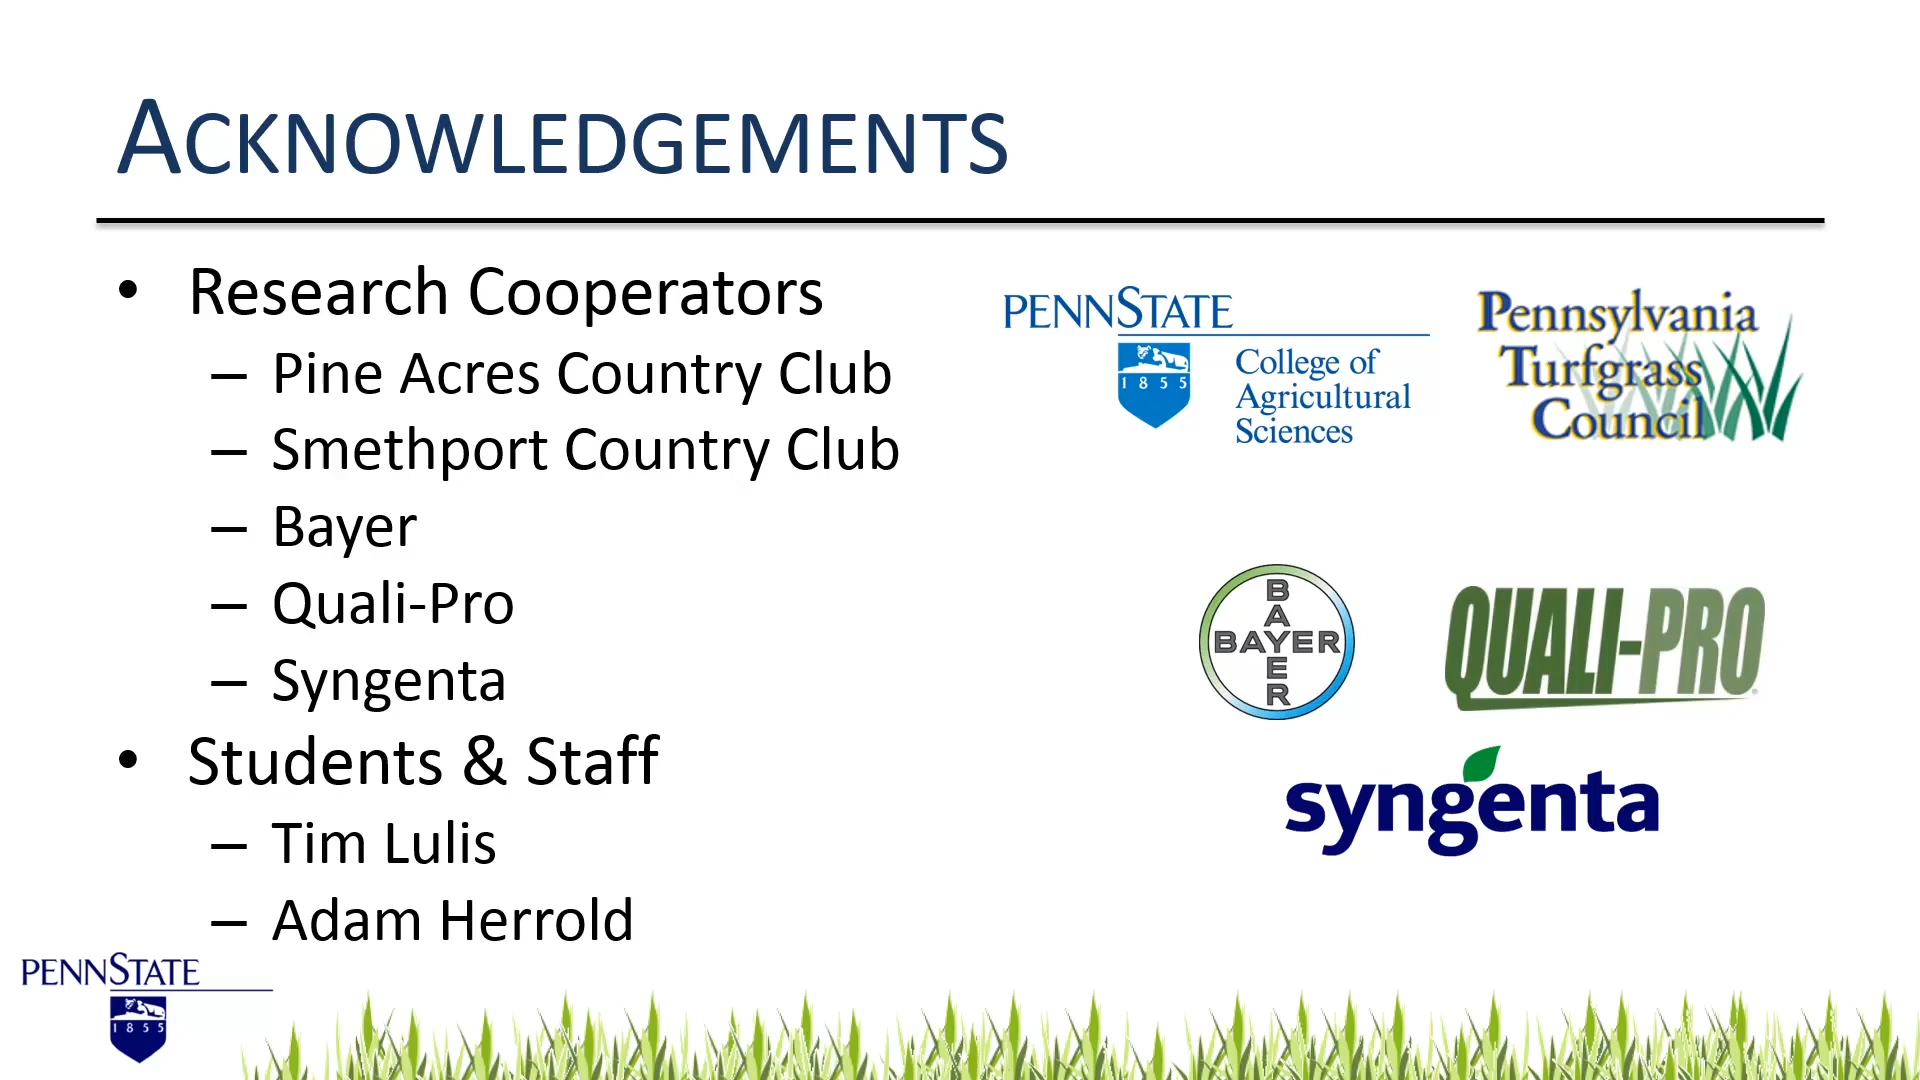 ACKNOWLEDGEMENTS
• Research Cooperators
– Pine Acres Country Club
– Smethport Country Club
– Bayer
– Quali-Pro
– Syngenta
• Students & Staff
– Tim Lulis
– Adam Herrold
PENNSTATE
1855
College of
Agricultural
Sciences
Pennsylvania
Turfgrass
Council
BAYER
BAYER
QUALI-PRO
syngenta
PENNSTATE
1855